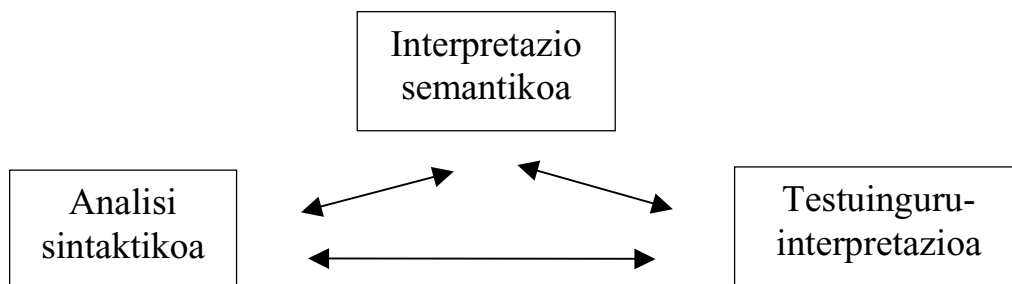 Interpretazio
semantikoa
Analisi
sintaktikoa
Testuinguru-
interpretazioa